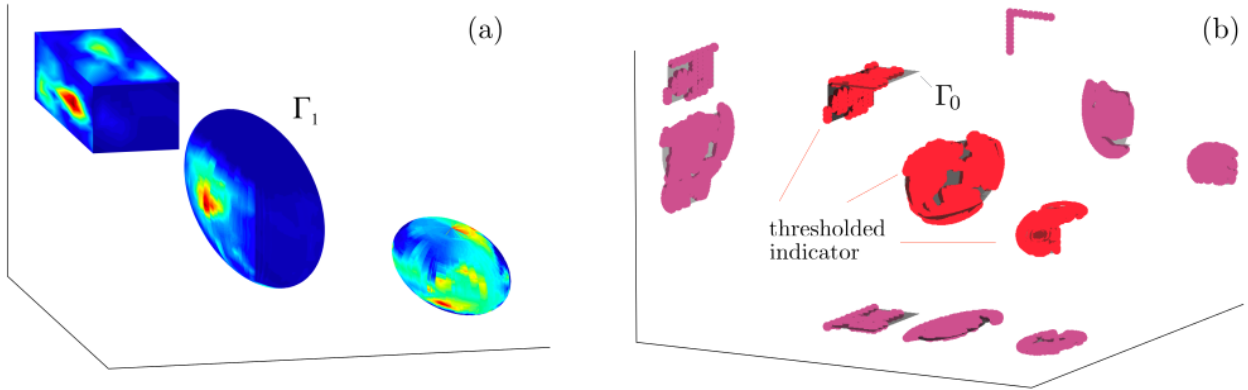 (a)
Γ₁
(b)
Γ₀
thresholded
indicator